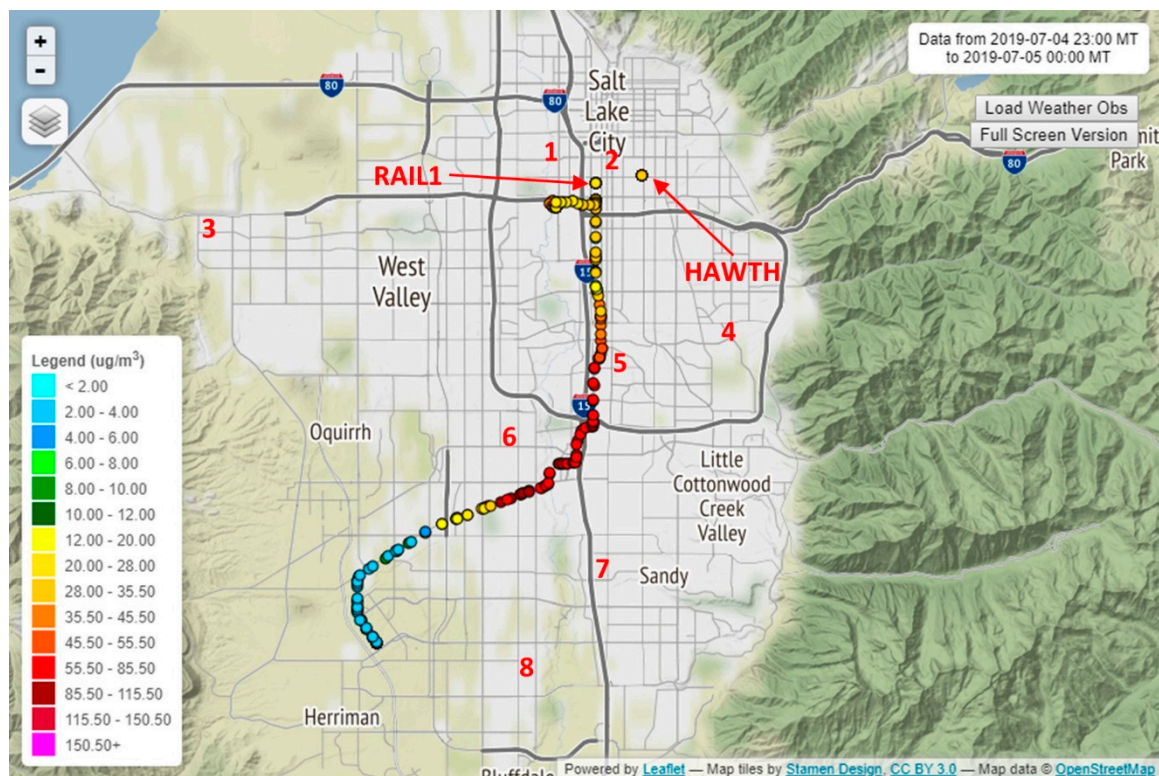 +
-
Data from 2019-07-04 23:00 MT
to 2019-07-05 00:00 MT
Load Weather Obs
Full Screen Version
80
80
80
Salt
Lake
City
Park
1
2
RAIL1
3
HAWTH
West
Valley
15
4
5
15
6
Oquirrh
Little
Cottonwood
Creek
Valley
7
Sandy
8
Herriman
Legend (ug/m3)
< 2.00
2.00 - 4.00
4.00 - 6.00
6.00 - 8.00
8.00 - 10.00
10.00 - 12.00
12.00 - 20.00
20.00 - 28.00
28.00 - 35.50
35.50 - 45.50
45.50 - 55.50
55.50 - 85.50
85.50 - 115.50
115.50 - 150.50
150.50+
Powered by Leaflet — Map tiles by Stamen Design, CC BY 3.0 — Map data © OpenStreetMap